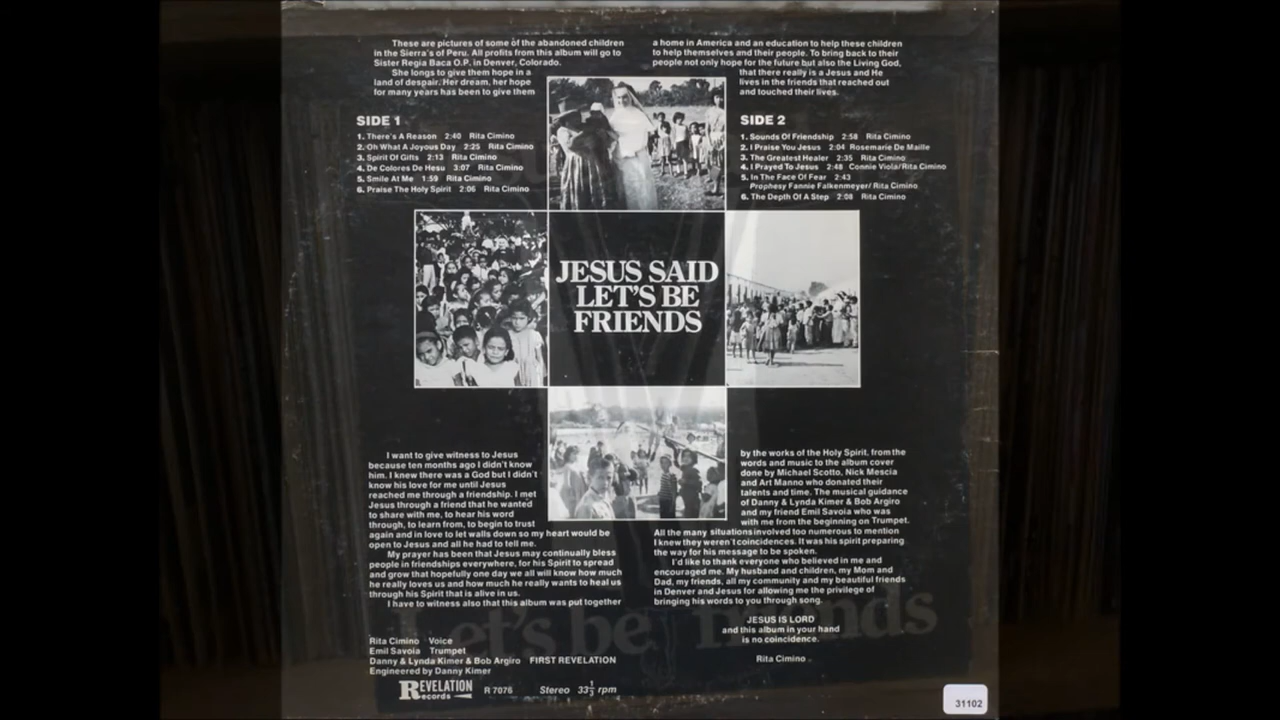 These are pictures of some of the abandoned children
in the Sierra's of Peru. All profits from this album will go to
Sister Regia Baca O.P. in Denver, Colorado.
She longs to give them hope in a
land of despair. Her dream, her hope
for many years has been to give them
a home in America and an education to help these children
to help themselves and their people. To bring back to their
people not only hope for the future but also the Living God,
that there really is a Jesus and He
lives in the friends that reached out
and touched their lives.
SIDE 1
1. There's A Reason 2:40 Rita Cimino
2. Oh What A Joyous Day 2:25 Rita Cimino
3. Spirit Of Gifts 2:13 Rita Cimino
4. De Colores De Hesu 3:07 Rita Cimino
5. Smile At Me 1:59 Rita Cimino
6. Praise The Holy Spirit 2:06 Rita Cimino
SIDE 2
1. Sounds Of Friendship 2:58 Rita Cimino
2. I Praise You Jesus 2:04 Rosemarie De Maille
3. The Greatest Healer 2:35 Rita Cimino
4. I Prayed To Jesus 2:48 Connie Viola/Rita Cimino
5. In The Face Of Fear 2:43
Prophesy Fannie Falkenmeyer/ Rita Cimino
6. The Depth Of A Step 2:08 Rita Cimino
JESUS SAID
LET'S BE
FRIENDS
I want to give witness to Jesus
because ten months ago I didn't know
him. I knew there was a God but I didn't
know his love for me until Jesus
reached me through a friendship. I met
Jesus through a friend that he wanted
to share with me, to hear his word
through, to learn from, to begin to trust
again and in love to let walls down so my heart would be
open to Jesus and all he had to tell me.
My prayer has been that Jesus may continually bless
people in friendships everywhere, for his Spirit to spread
and grow that hopefully one day we all will know how much
he really loves us and how much he really wants to heal us
through his Spirit that is alive in us.
I have to witness also that this album was put together
by the works of the Holy Spirit, from the
words and music to the album cover
done by Michael Scotto, Nick Mescia
and Art Manno who donated their
talents and time. The musical guidance
of Danny & Lynda Kimer & Bob Argiro
and my friend Emil Savoia who was
with me from the beginning on Trumpet.
All the many situations involved too numerous to mention
I knew they weren't coincidences. It was his spirit preparing
the way for his message to be spoken.
I'd like to thank everyone who believed in me and
encouraged me. My husband and children, my Mom and
Dad, my friends, all my community and my beautiful friends
in Denver and Jesus for allowing me the privilege of
bringing his words to you through song.
JESUS IS LORD
and this album in your hand
is no coincidence.
Rita Cimino
Let's be friends
Rita Cimino Voice
Emil Savoia Trumpet
Danny & Lynda Kimer & Bob Argiro FIRST REVELATION
Engineered by Danny Kimer
REVELATION Records R 7076 Stereo 33⅓ rpm
31102